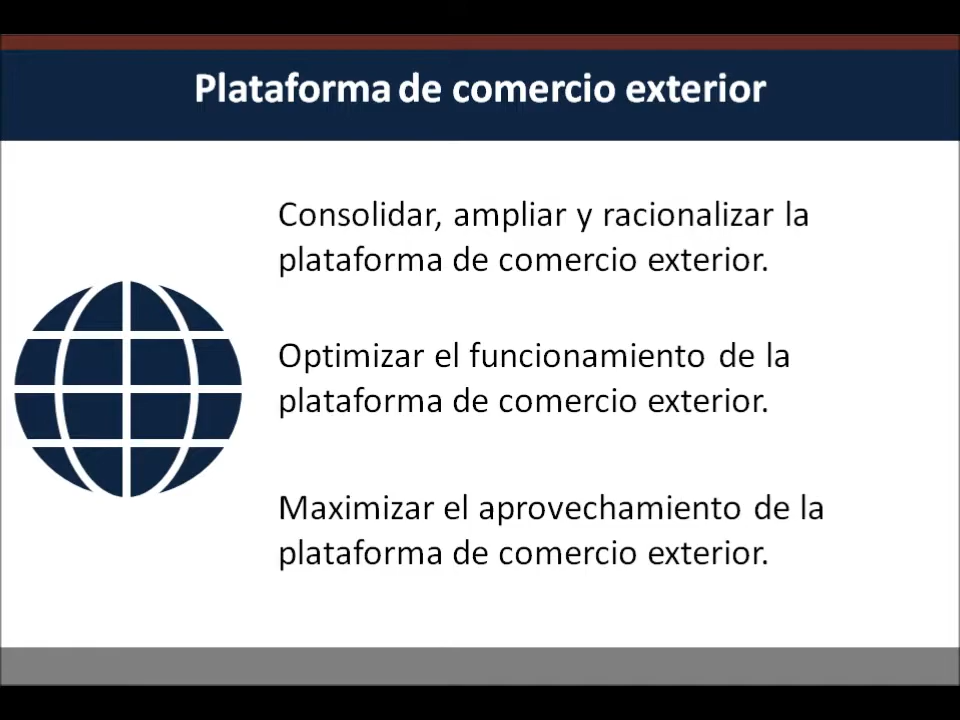 Plataforma de comercio exterior
Consolidar, ampliar y racionalizar la
plataforma de comercio exterior.
Optimizar el funcionamiento de la
plataforma de comercio exterior.
Maximizar el aprovechamiento de la
plataforma de comercio exterior.